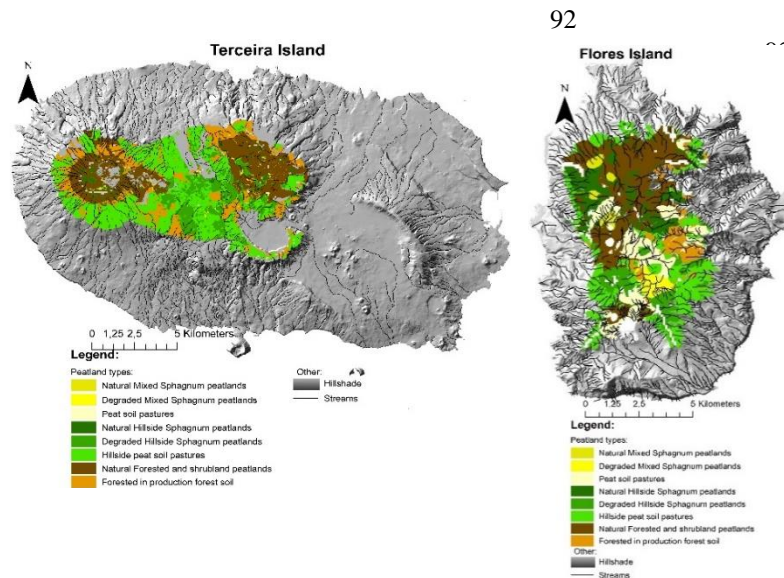 92
Terceira Island
N
0 1,25 2,5 5 Kilometers
Legend:
Peatland types:
Natural Mixed Sphagnum peatlands
Degraded Mixed Sphagnum peatlands
Peat soil pastures
Natural Hillside Sphagnum peatlands
Degraded Hillside Sphagnum peatlands
Hillside peat soil pastures
Natural Forested and shrubland peatlands
Forested in production forest soil
Other:
Hillshade
Streams
Flores Island
N
0 1,25 2,5 5 Kilometers
Legend:
Peatland types:
Natural Mixed Sphagnum peatlands
Degraded Mixed Sphagnum peatlands
Peat soil pastures
Natural Hillside Sphagnum peatlands
Degraded Hillside Sphagnum peatlands
Hillside peat soil pastures
Natural Forested and shrubland peatlands
Forested in production forest soil
Other:
Hillshade
Streams